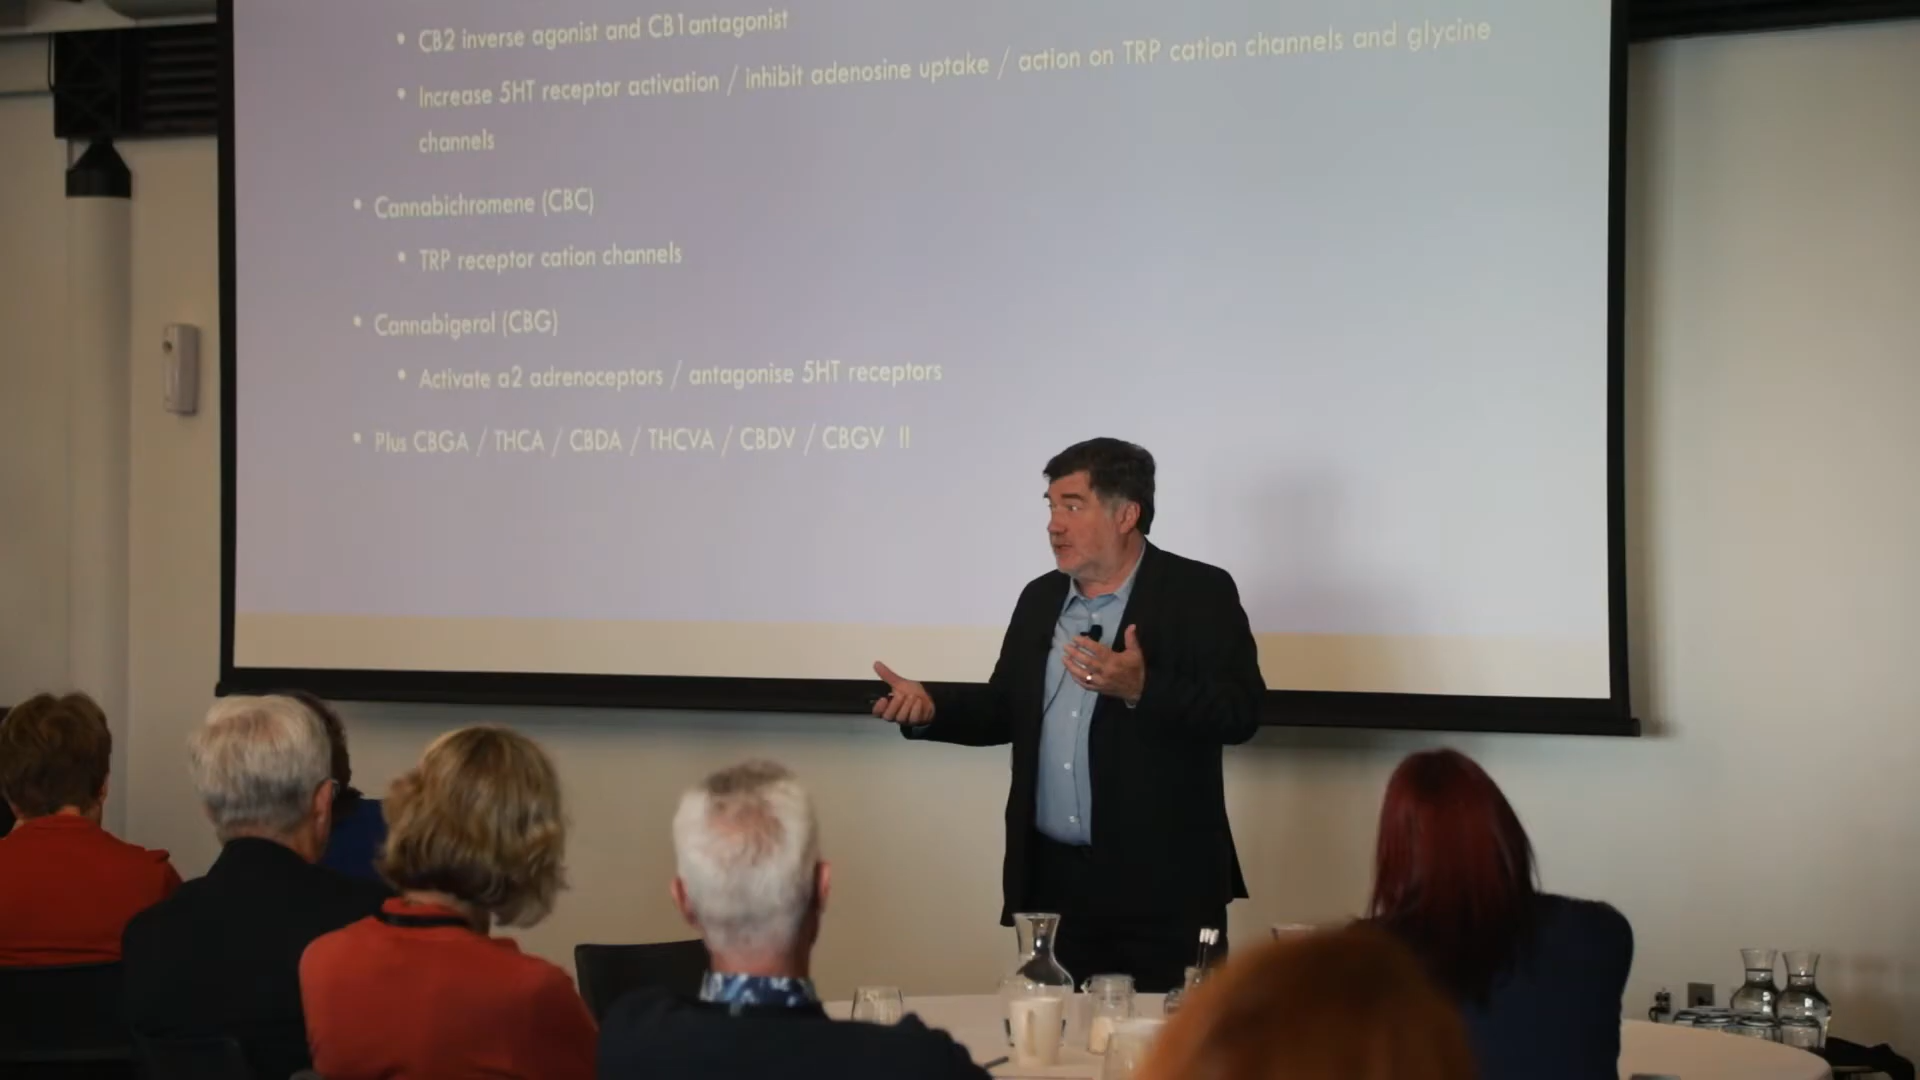 • CB2 inverse agonist and CB1antagonist
• Increase 5HT receptor activation / inhibit adenosine uptake / action on TRP cation channels and glycine
channels
• Cannabichromene (CBC)
• TRP receptor cation channels
• Cannabigerol (CBG)
• Activate a2 adrenoceptors / antagonise 5HT receptors
• Plus CBGA / THCA / CBDA / THCVA / CBDV / CBGV !!